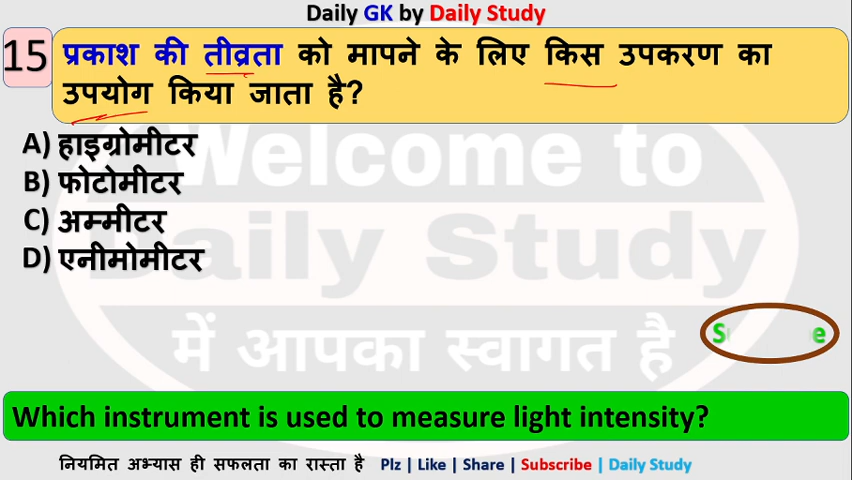 Daily GK by Daily Study
15 प्रकाश की तीव्रता को मापने के लिए किस उपकरण का
उपयोग किया जाता है?
A) हाइग्रोमीटर
B) फोटोमीटर
C) अम्मीटर
D) एनीमोमीटर
Welcome to
Daily Study
में आपका स्वागत है
Which instrument is used to measure light intensity?
नियमित अभ्यास ही सफलता का रास्ता है Plz | Like | Share | Subscribe | Daily Study